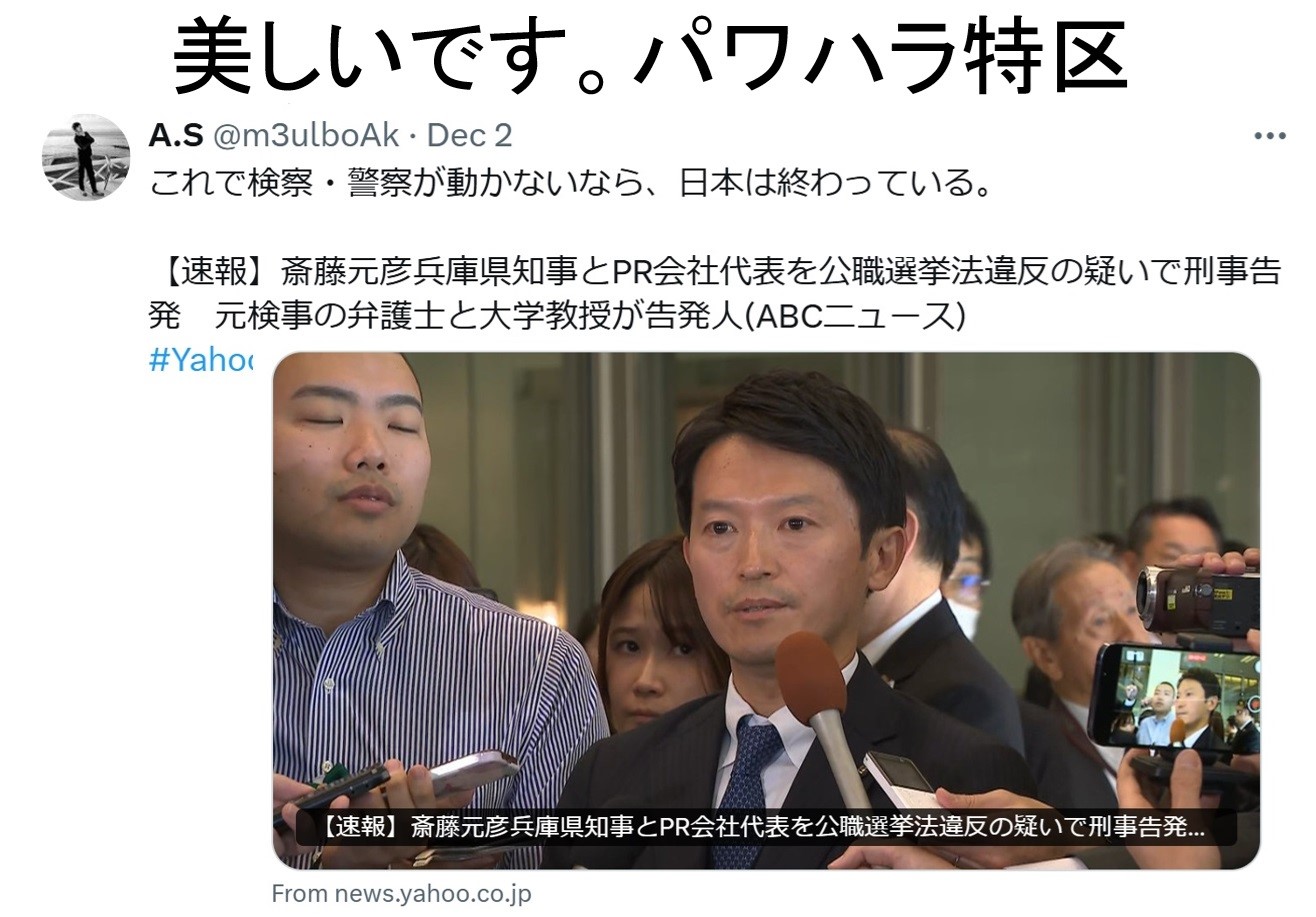 美しいです。パワハラ特区
A.S @m3ulboAk · Dec 2
これで検察・警察が動かないなら、日本は終わっている。
【速報】斎藤元彦兵庫県知事とPR会社代表を公職選挙法違反の疑いで刑事告
発　元検事の弁護士と大学教授が告発人(ABCニュース)
#Yahoo
【速報】斎藤元彦兵庫県知事とPR会社代表を公職選挙法違反の疑いで刑事告発...
From news.yahoo.co.jp